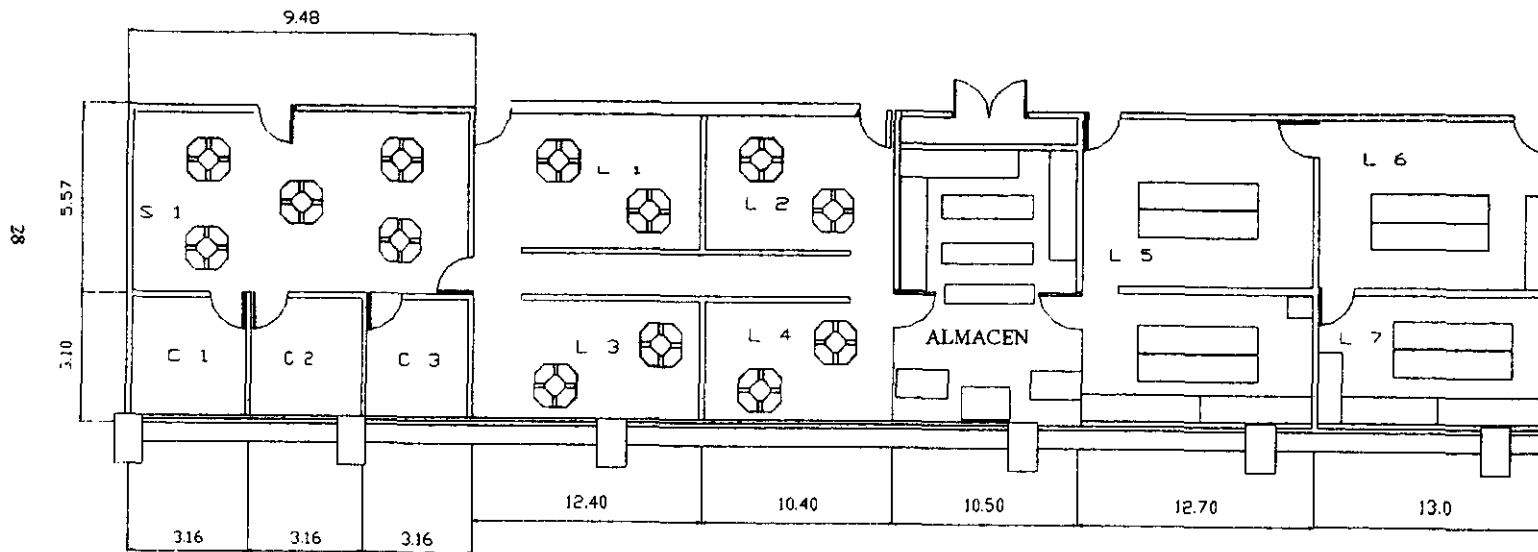 9.48
5.57
28
S 1
L 1
L 2
L 5
L 6
3.10
C 1
C 2
C 3
L 3
L 4
ALMACEN
L 7
3.16
3.16
3.16
12.40
10.40
10.50
12.70
13.0